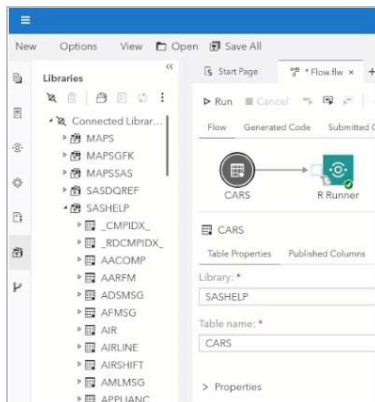 New Options View Open Save All
Libraries
Connected Librar...
MAPS
MAPSGFK
MAPSSAS
SASDQREF
SASHELP
_CMPIDX_
_RDCMPIDX_
AACOMP
AARFM
ADSMSG
AFMSG
AIR
AIRLINE
AIRSHIFT
AMLMSG
APPLIANC
Start Page * Flow.flw × +
Run Cancel
Flow Generated Code Submitted
CARS R Runner
CARS
Table Properties Published Columns
Library: *
SASHELP
Table name: *
CARS
> Properties